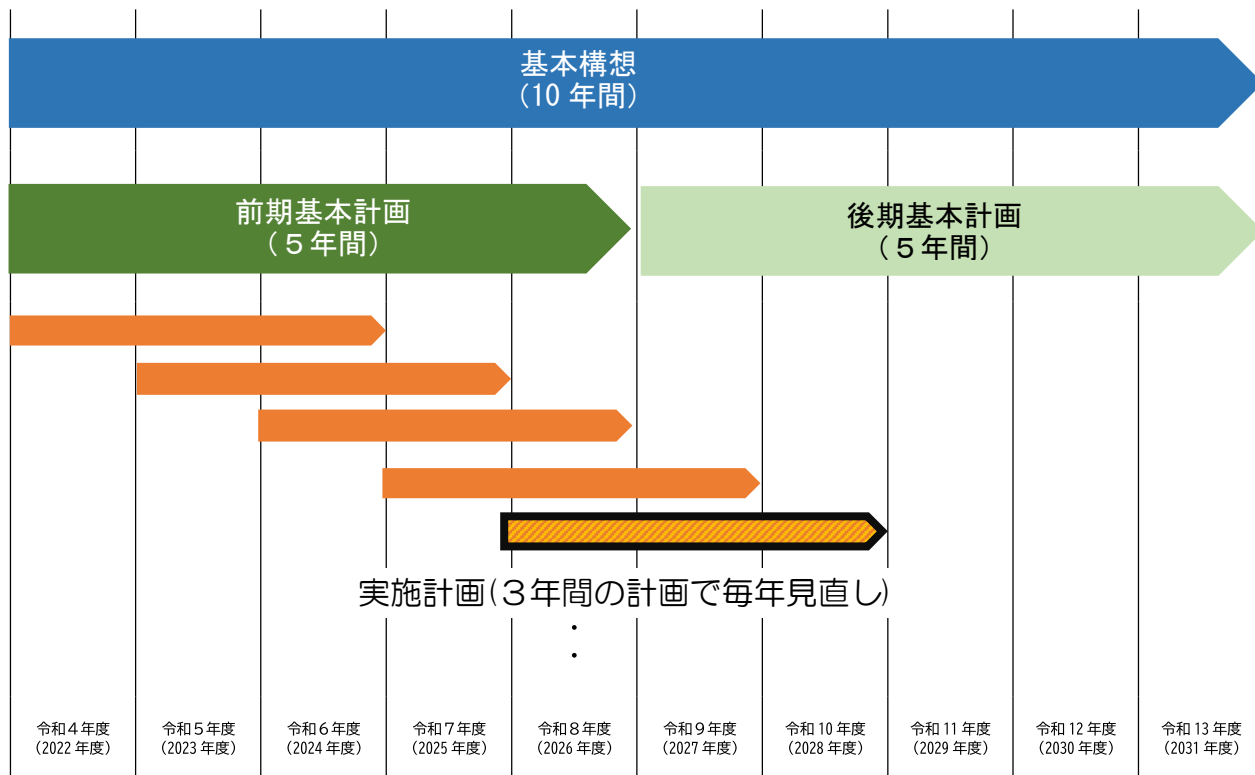 基本構想
(10 年間)
前期基本計画
(５年間)
後期基本計画
(５年間)
実施計画(３年間の計画で毎年見直し)
・
・
令和４年度
(2022 年度)
令和５年度
(2023 年度)
令和６年度
(2024 年度)
令和７年度
(2025 年度)
令和８年度
(2026 年度)
令和９年度
(2027 年度)
令和 10 年度
(2028 年度)
令和 11 年度
(2029 年度)
令和 12 年度
(2030 年度)
令和 13 年度
(2031 年度)